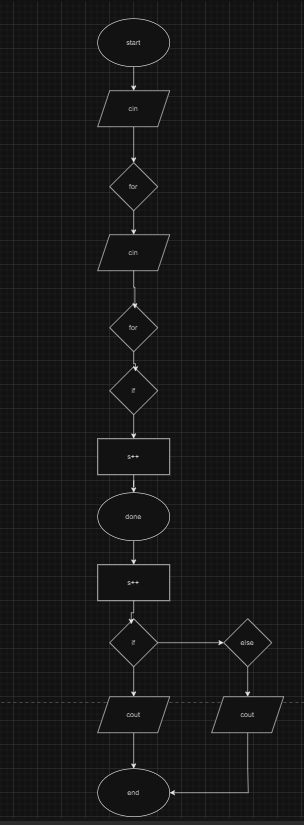 start
cin
for
cin
for
if
s++
done
s++
if
else
cout
cout
end